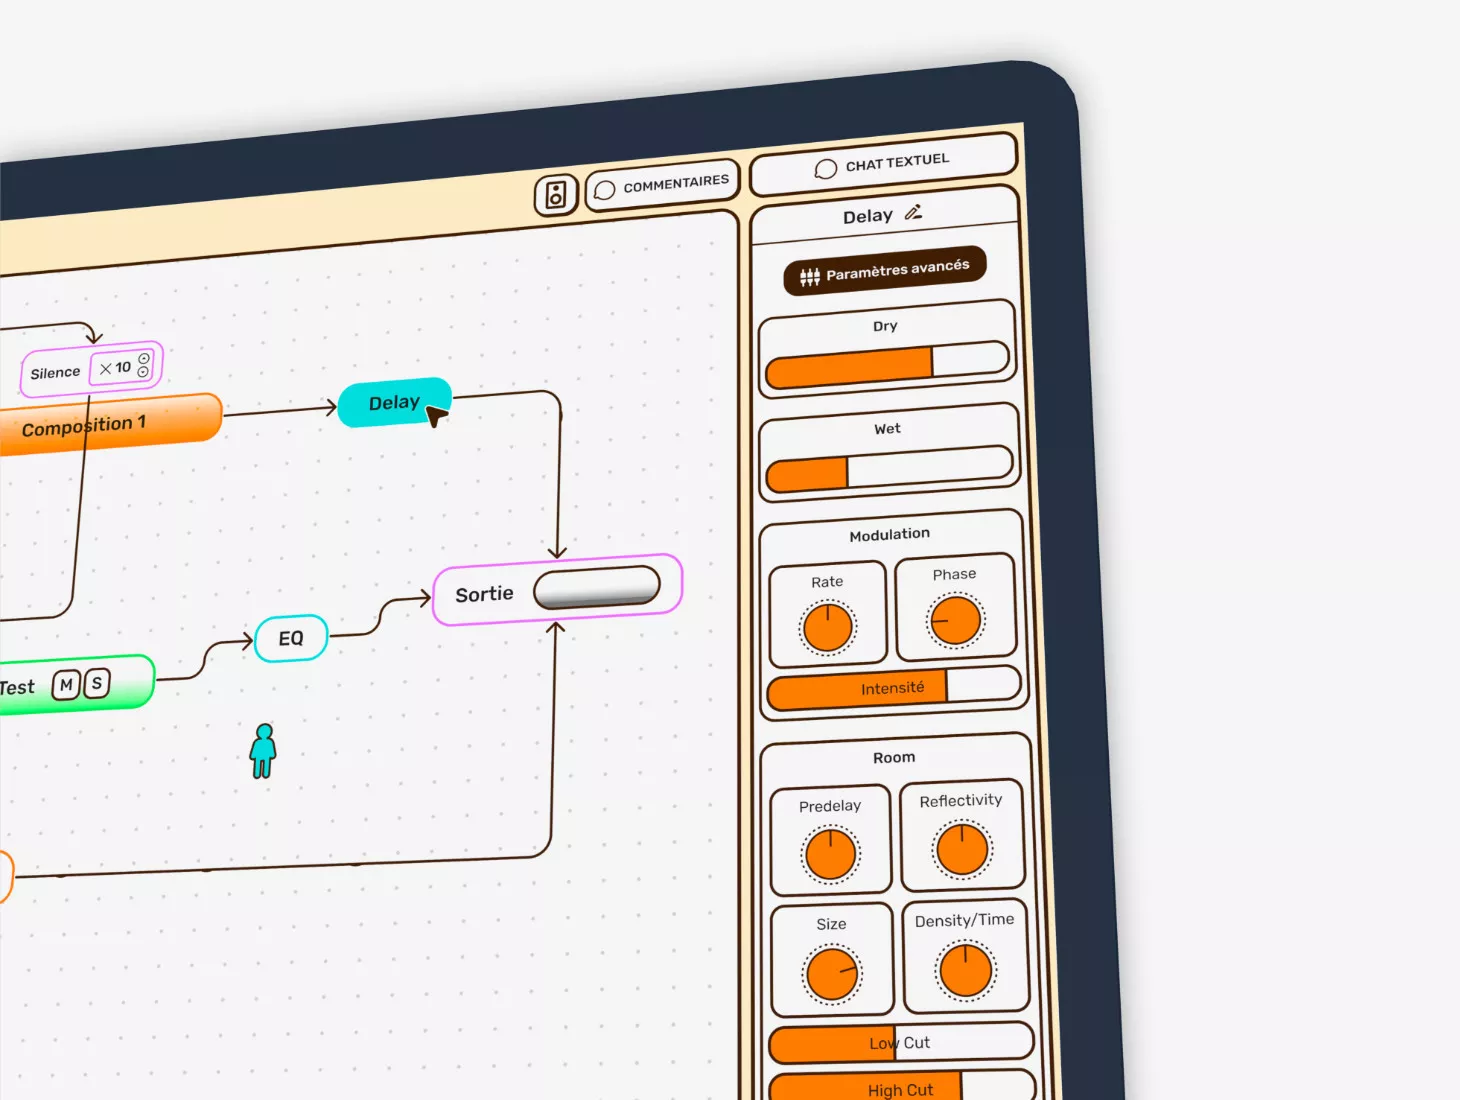 COMMENTAIRES
CHAT TEXTUEL
Delay
Paramètres avancés
Dry
Wet
Modulation
Rate
Phase
Intensité
Room
Predelay
Reflectivity
Size
Density/Time
Low Cut
High Cut
Silence
× 10
Composition 1
Delay
Sortie
EQ
Test
M
S